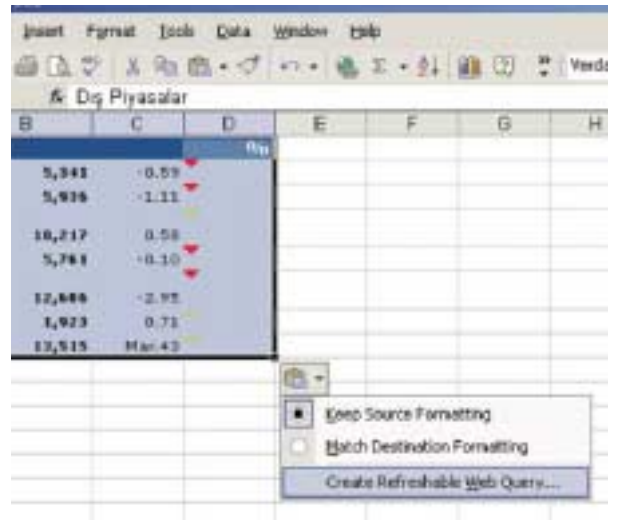 Insert Format Tools Data Window Help
Verda
Dış Piyasalar
B C D E F G H
5,341 -0.59
5,936 -1.11
10,217 0.58
5,761 -0.10
12,686 -2.95
1,923 0.71
13,515 Mar.43
Keep Source Formatting
Match Destination Formatting
Create Refreshable Web Query...